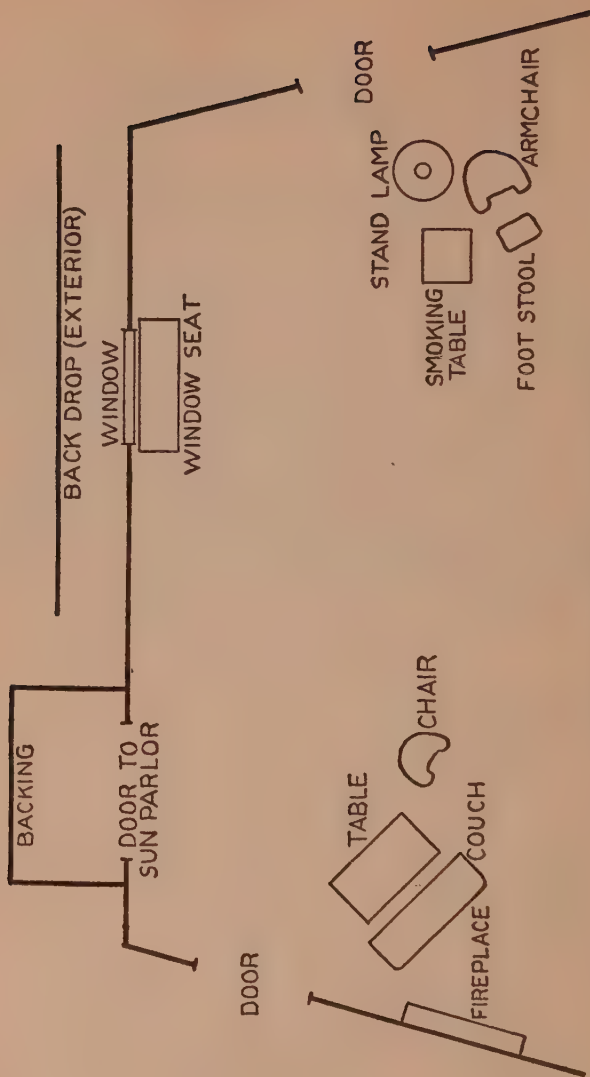 BACKING
BACK DROP (EXTERIOR)
WINDOW
DOOR TO
SUN PARLOR
WINDOW SEAT
DOOR
TABLE
DOOR
STAND LAMP
CHAIR
SMOKING
TABLE
FIREPLACE
COUCH
FOOT STOOL
ARMCHAIR